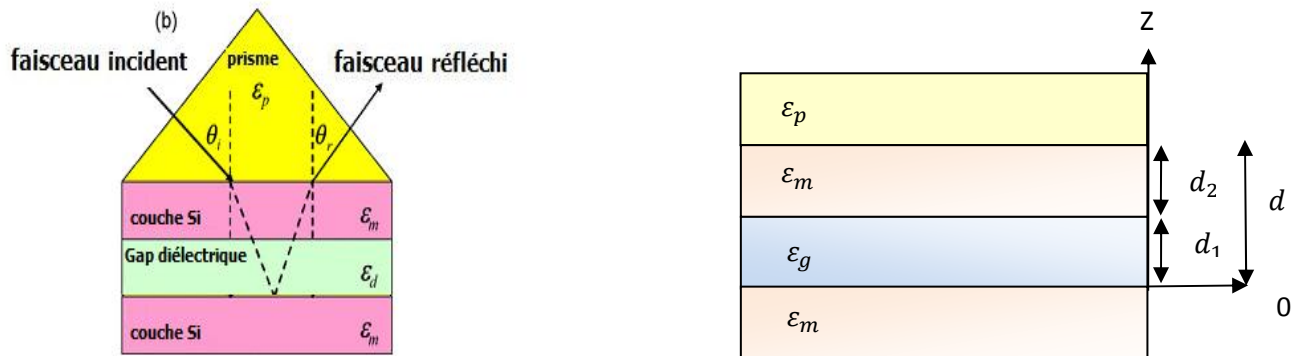 (b)
faisceau incident
prisme
faisceau réfléchi
ε_p
θ_i
θ_r
couche Si
ε_m
Gap diélectrique
ε_d
couche Si
ε_m
Z
ε_p
ε_m
d_2
d
ε_g
d_1
0
ε_m